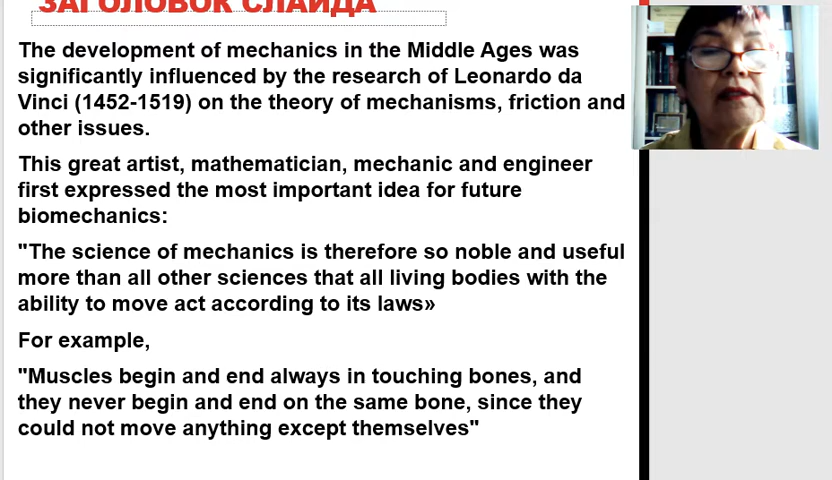 ЗАГОЛОВОК СЛАЙДА
The development of mechanics in the Middle Ages was
significantly influenced by the research of Leonardo da
Vinci (1452-1519) on the theory of mechanisms, friction and
other issues.
This great artist, mathematician, mechanic and engineer
first expressed the most important idea for future
biomechanics:
"The science of mechanics is therefore so noble and useful
more than all other sciences that all living bodies with the
ability to move act according to its laws»
For example,
"Muscles begin and end always in touching bones, and
they never begin and end on the same bone, since they
could not move anything except themselves"